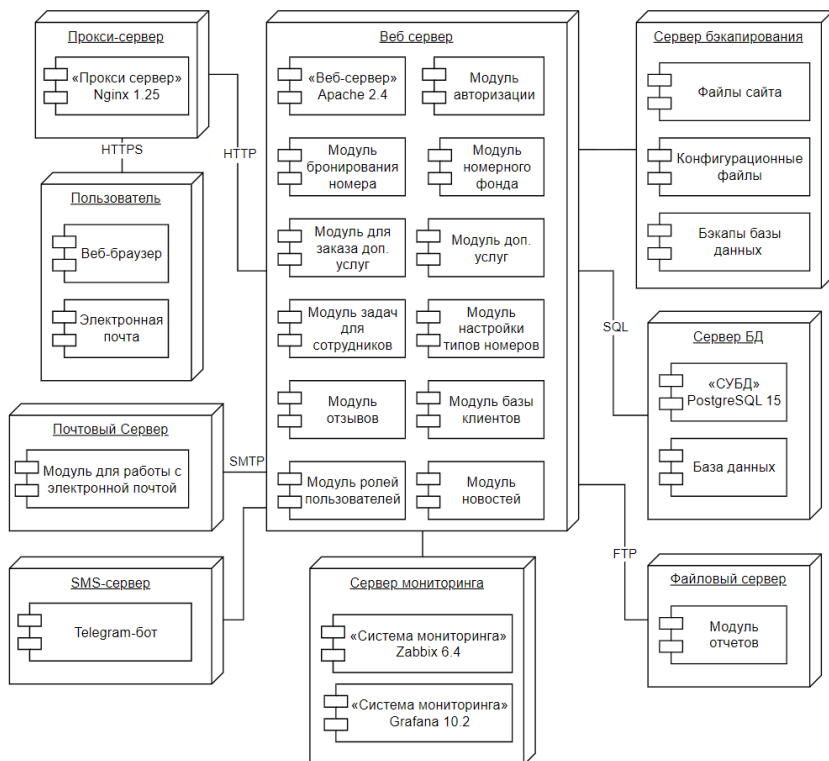 Прокси-сервер
«Прокси сервер»
Nginx 1.25
HTTPS
HTTP
Пользователь
Веб-браузер
Электронная
почта
Почтовый Сервер
Модуль для работы с
электронной почтой
SMTP
SMS-сервер
Telegram-бот
Веб сервер
«Веб-сервер»
Apache 2.4
Модуль
авторизации
Модуль
бронирования
номера
Модуль
номерного
фонда
Модуль для
заказа доп.
услуг
Модуль доп.
услуг
Модуль задач
для
сотрудников
Модуль
настройки
типов номеров
Модуль
отзывов
Модуль базы
клиентов
Модуль ролей
пользователей
Модуль
новостей
Сервер мониторинга
«Система мониторинга»
Zabbix 6.4
«Система мониторинга»
Grafana 10.2
Сервер бэкапирования
Файлы сайта
Конфигурационные
файлы
Бэкапы базы
данных
SQL
Сервер БД
«СУБД»
PostgreSQL 15
База данных
FTP
Файловый сервер
Модуль
отчетов